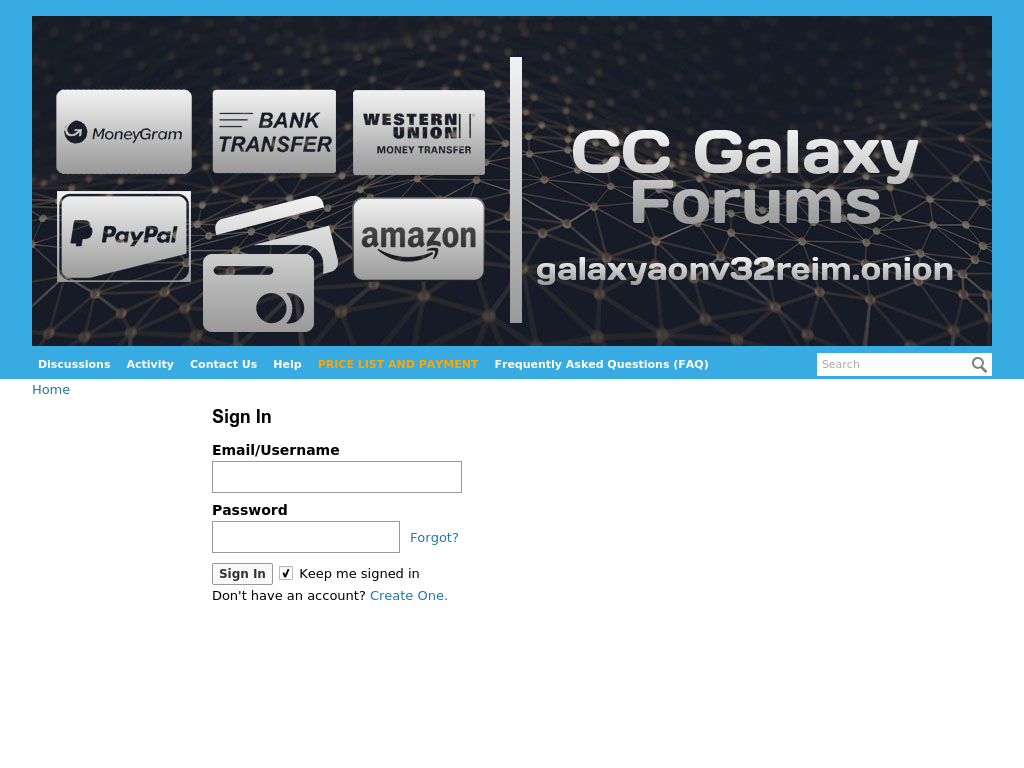 MoneyGram
BANK
TRANSFER
WESTERN
UNION
MONEY TRANSFER
PayPal
amazon
CC Galaxy
Forums
galaxyaonv32reim.onion
Discussions Activity Contact Us Help PRICE LIST AND PAYMENT Frequently Asked Questions (FAQ) Search
Home
Sign In
Email/Username
Password
Forgot?
Sign In Keep me signed in
Don't have an account? Create One.